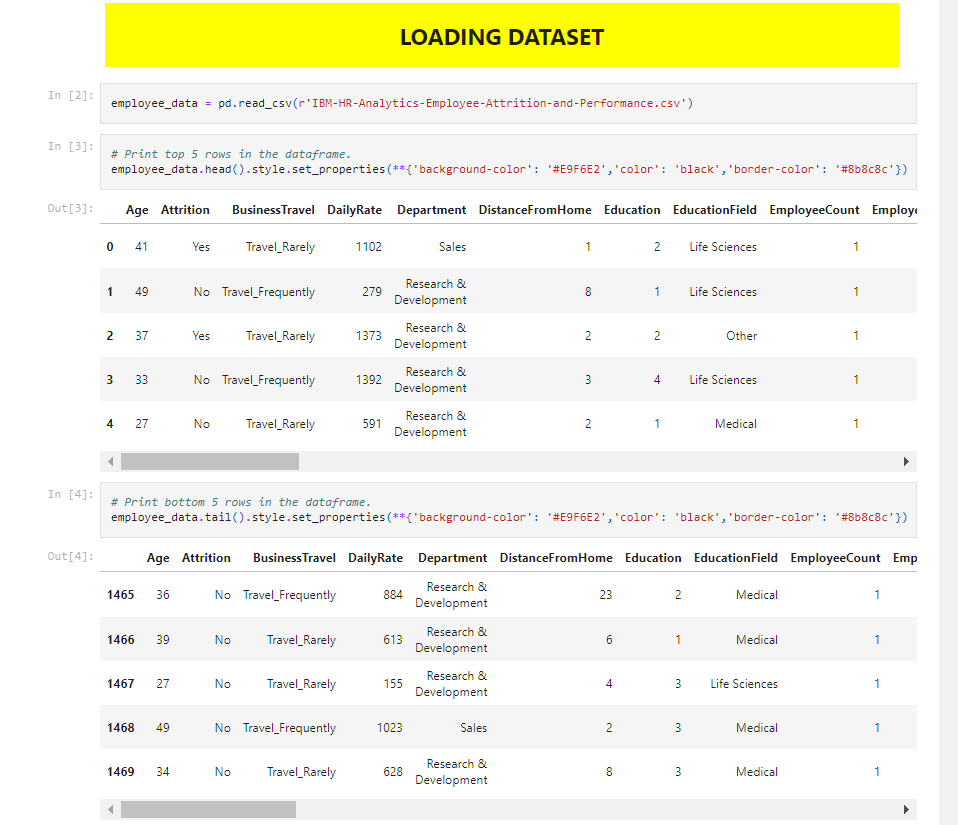 LOADING DATASET
In [2]:
employee_data = pd.read_csv(r'IBM-HR-Analytics-Employee-Attrition-and-Performance.csv')
In [3]:
# Print top 5 rows in the dataframe.
employee_data.head().style.set_properties(**{'background-color': '#E9F6E2','color': 'black','border-color': '#8b8c8c'})
Out[3]:
Age Attrition BusinessTravel DailyRate Department DistanceFromHome Education EducationField EmployeeCount Employe
0 41 Yes Travel_Rarely 1102 Sales 1 2 Life Sciences 1
1 49 No Travel_Frequently 279 Research & Development 8 1 Life Sciences 1
2 37 Yes Travel_Rarely 1373 Research & Development 2 2 Other 1
3 33 No Travel_Frequently 1392 Research & Development 3 4 Life Sciences 1
4 27 No Travel_Rarely 591 Research & Development 2 1 Medical 1
In [4]:
# Print bottom 5 rows in the dataframe.
employee_data.tail().style.set_properties(**{'background-color': '#E9F6E2','color': 'black','border-color': '#8b8c8c'})
Out[4]:
Age Attrition BusinessTravel DailyRate Department DistanceFromHome Education EducationField EmployeeCount Emp
1465 36 No Travel_Frequently 884 Research & Development 23 2 Medical 1
1466 39 No Travel_Rarely 613 Research & Development 6 1 Medical 1
1467 27 No Travel_Rarely 155 Research & Development 4 3 Life Sciences 1
1468 49 No Travel_Frequently 1023 Sales 2 3 Medical 1
1469 34 No Travel_Rarely 628 Research & Development 8 3 Medical 1